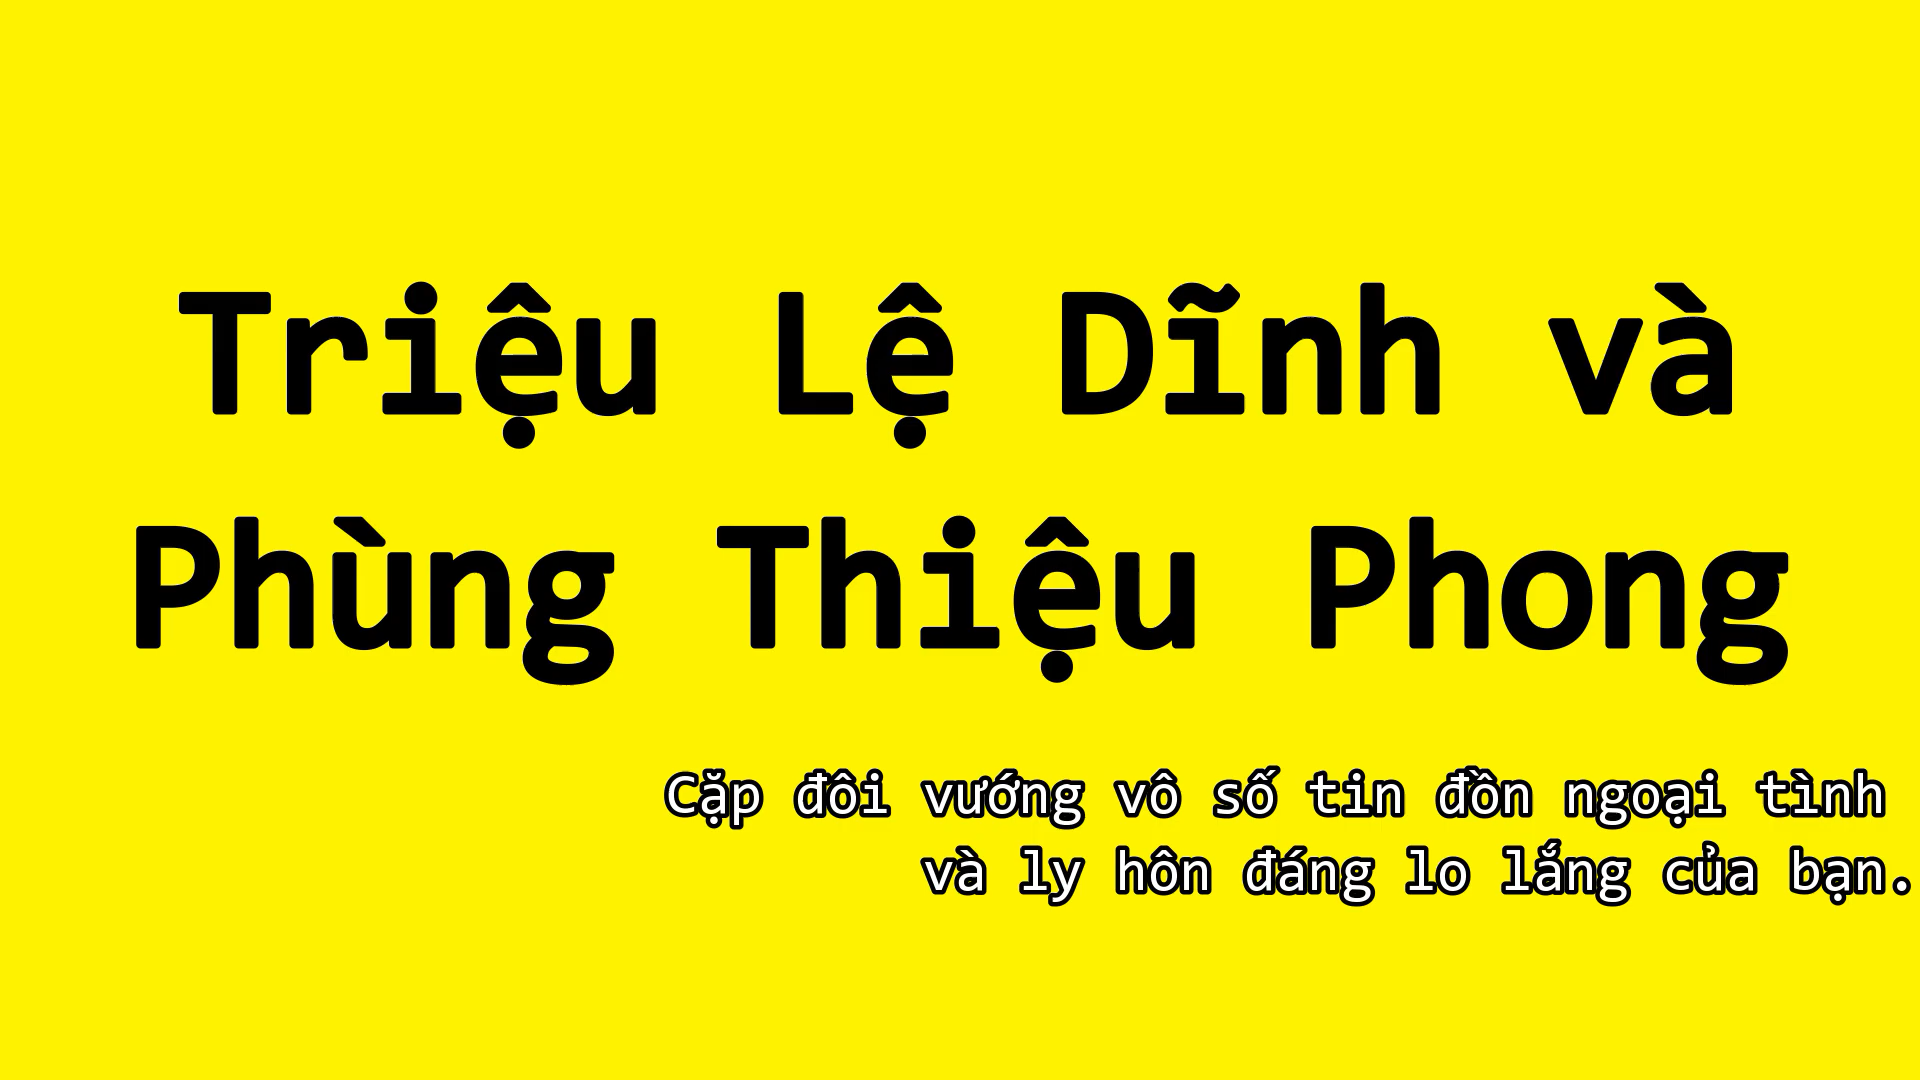 Triệu Lệ Dĩnh và
Phùng Thiệu Phong
Cặp đôi vướng vô số tin đồn ngoại tình
và ly hôn đáng lo lắng của bạn.